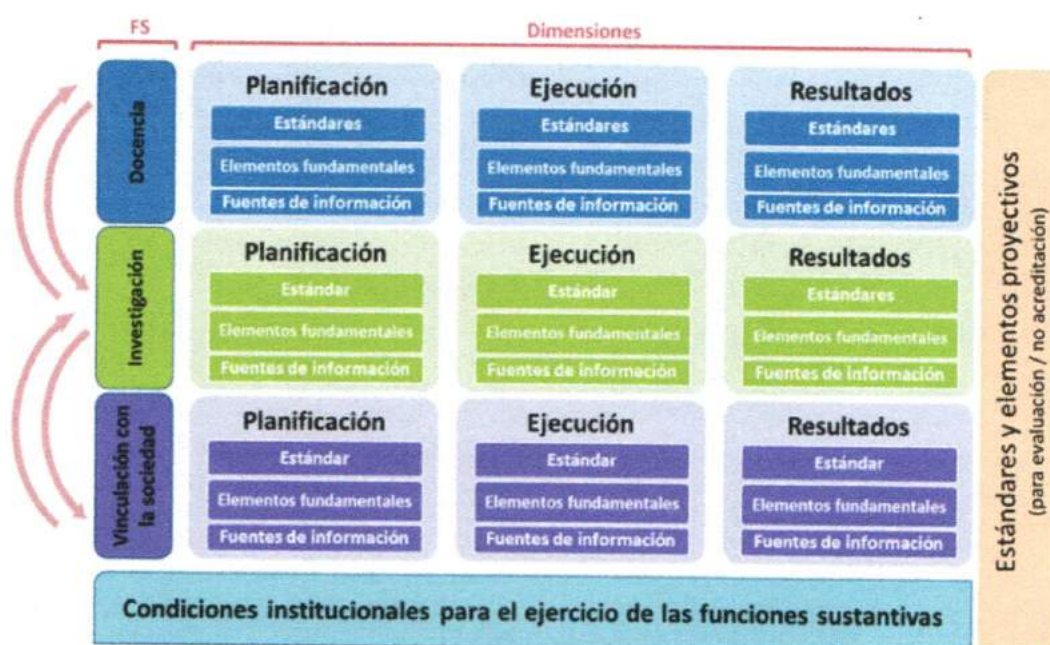 FS
Dimensiones
Docencia
Planificación
Estándares
Elementos fundamentales
Fuentes de información
Ejecución
Estándares
Elementos fundamentales
Fuentes de información
Resultados
Estándares
Elementos fundamentales
Fuentes de información
Investigación
Planificación
Estándar
Elementos fundamentales
Fuentes de información
Ejecución
Estándar
Elementos fundamentales
Fuentes de información
Resultados
Estándares
Elementos fundamentales
Fuentes de información
Vinculación con
la sociedad
Planificación
Estándar
Elementos fundamentales
Fuentes de información
Ejecución
Estándar
Elementos fundamentales
Fuentes de información
Resultados
Estándar
Elementos fundamentales
Fuentes de información
Condiciones institucionales para el ejercicio de las funciones sustantivas
Estándares y elementos proyectivos
(para evaluación / no acreditación)